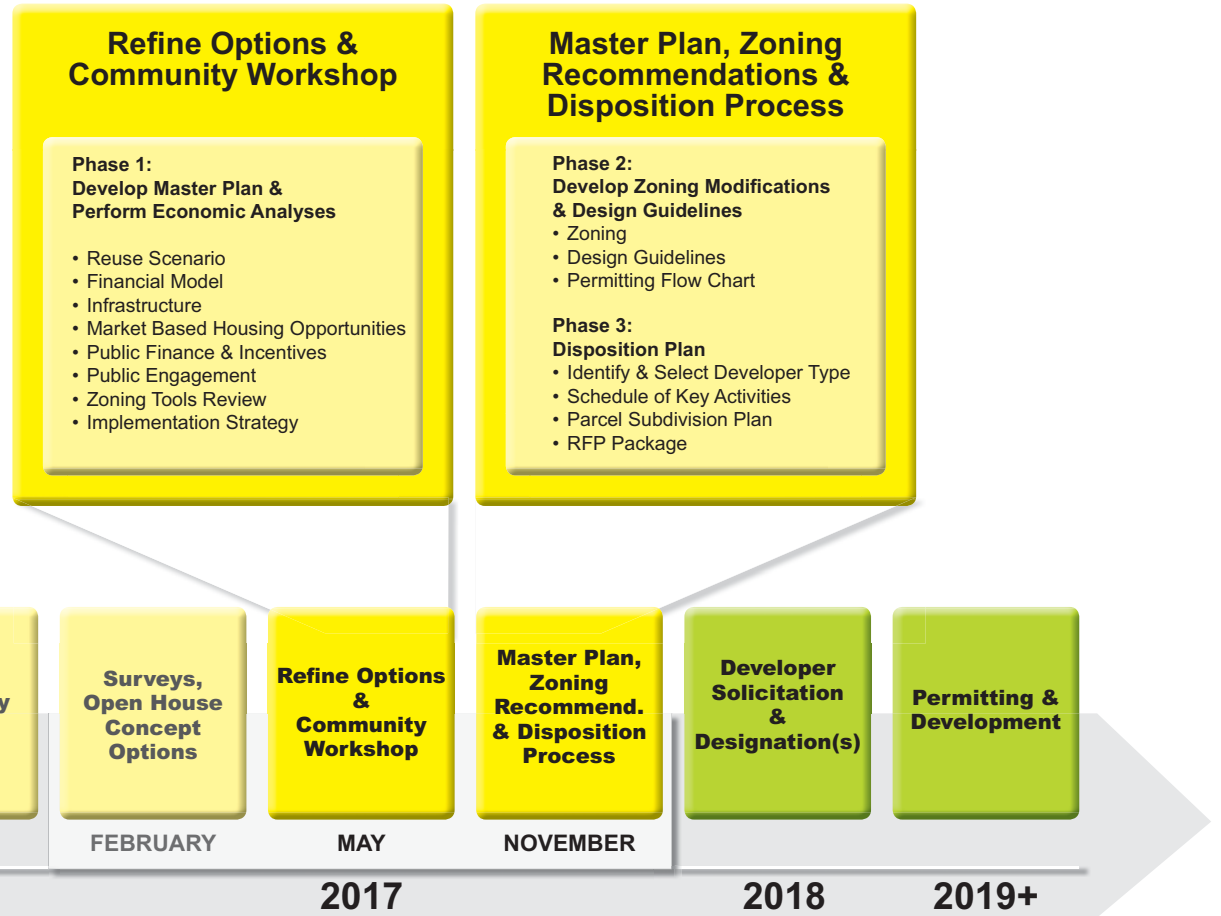 Refine Options &
Community Workshop
Phase 1:
Develop Master Plan &
Perform Economic Analyses
• Reuse Scenario
• Financial Model
• Infrastructure
• Market Based Housing Opportunities
• Public Finance & Incentives
• Public Engagement
• Zoning Tools Review
• Implementation Strategy
Master Plan, Zoning
Recommendations &
Disposition Process
Phase 2:
Develop Zoning Modifications
& Design Guidelines
• Zoning
• Design Guidelines
• Permitting Flow Chart
Phase 3:
Disposition Plan
• Identify & Select Developer Type
• Schedule of Key Activities
• Parcel Subdivision Plan
• RFP Package
y
Surveys,
Open House
Concept
Options
Refine Options
&
Community
Workshop
Master Plan,
Zoning
Recommend.
& Disposition
Process
Developer
Solicitation
&
Designation(s)
Permitting &
Development
FEBRUARY
MAY
NOVEMBER
2017
2018
2019+